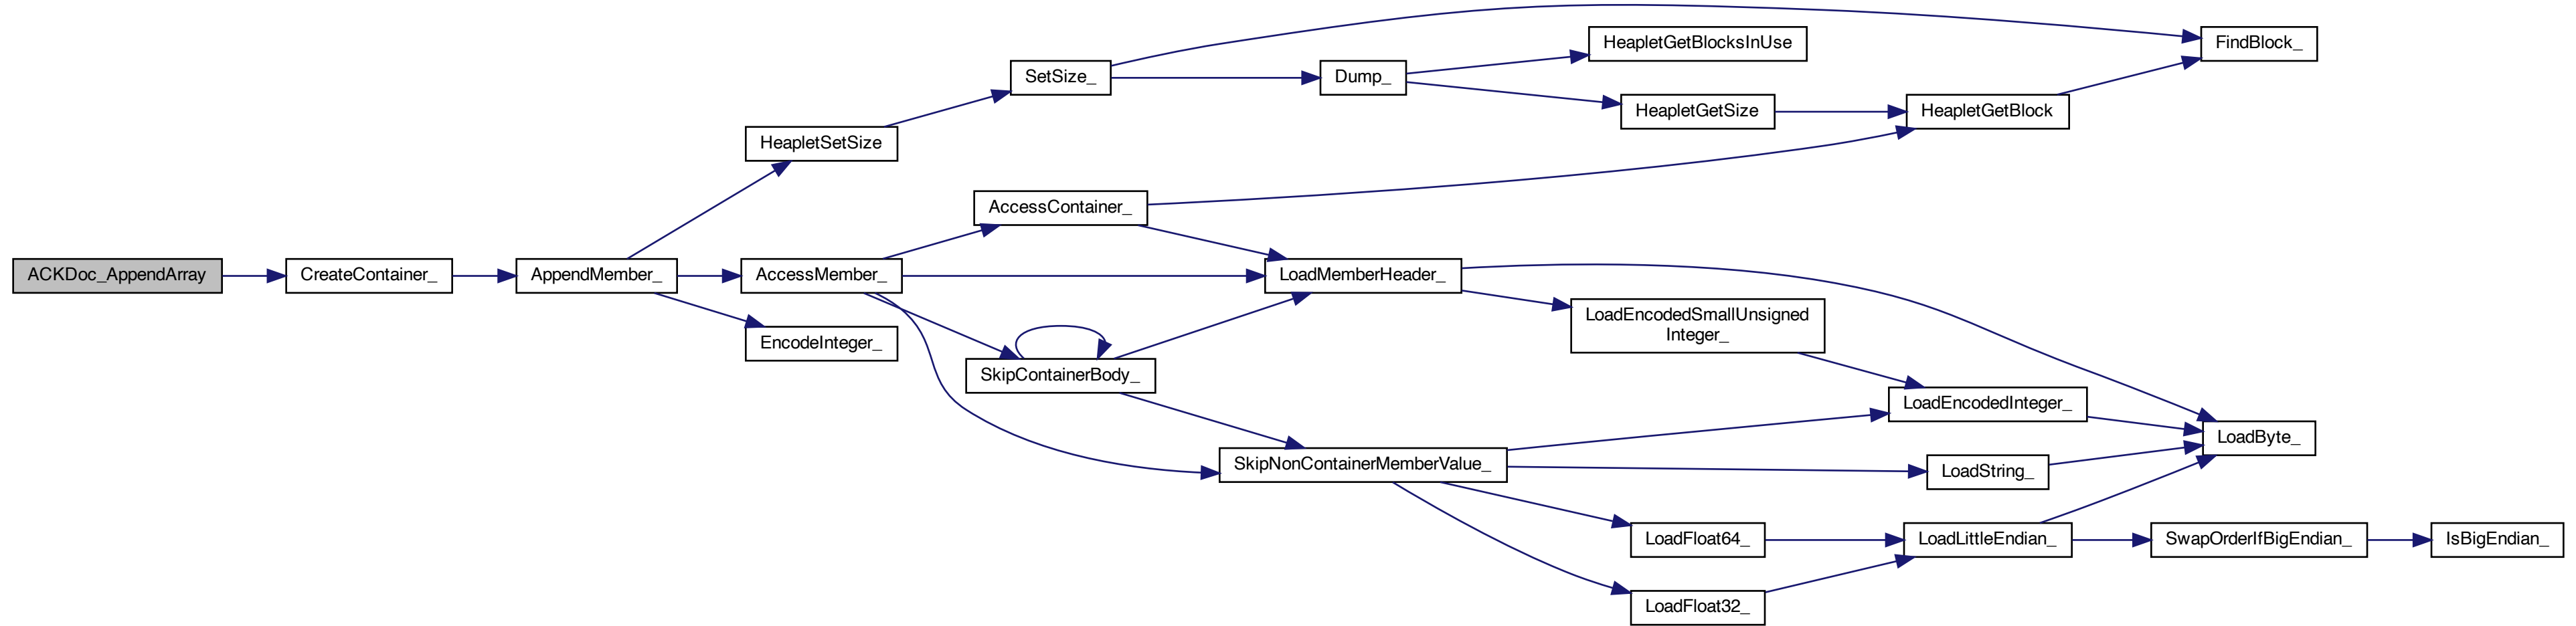 ACKDoc_AppendArray
CreateContainer_
AppendMember_
HeapletSetSize
AccessMember_
EncodeInteger_
SetSize_
AccessContainer_
SkipContainerBody_
Dump_
LoadMemberHeader_
SkipNonContainerMemberValue_
HeapletGetBlocksInUse
HeapletGetSize
LoadEncodedSmallUnsigned
Integer_
LoadFloat64_
LoadFloat32_
HeapletGetBlock
LoadEncodedInteger_
LoadString_
LoadLittleEndian_
FindBlock_
LoadByte_
SwapOrderIfBigEndian_
IsBigEndian_